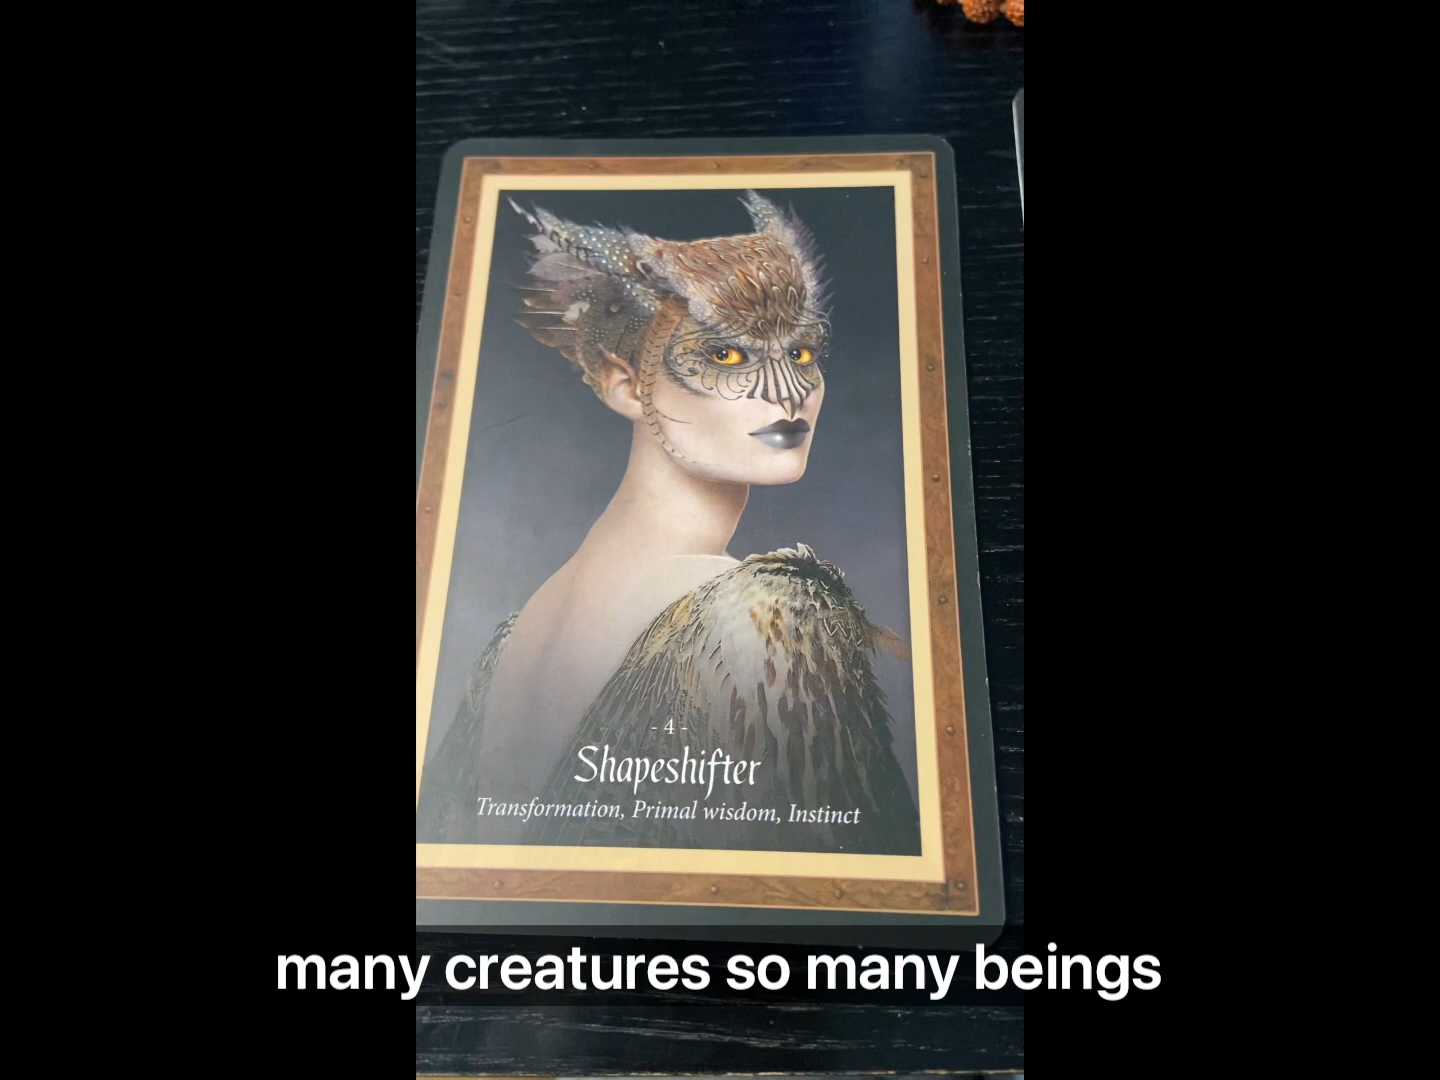 - 4 -
Shapeshifter
Transformation, Primal wisdom, Instinct
many creatures so many beings